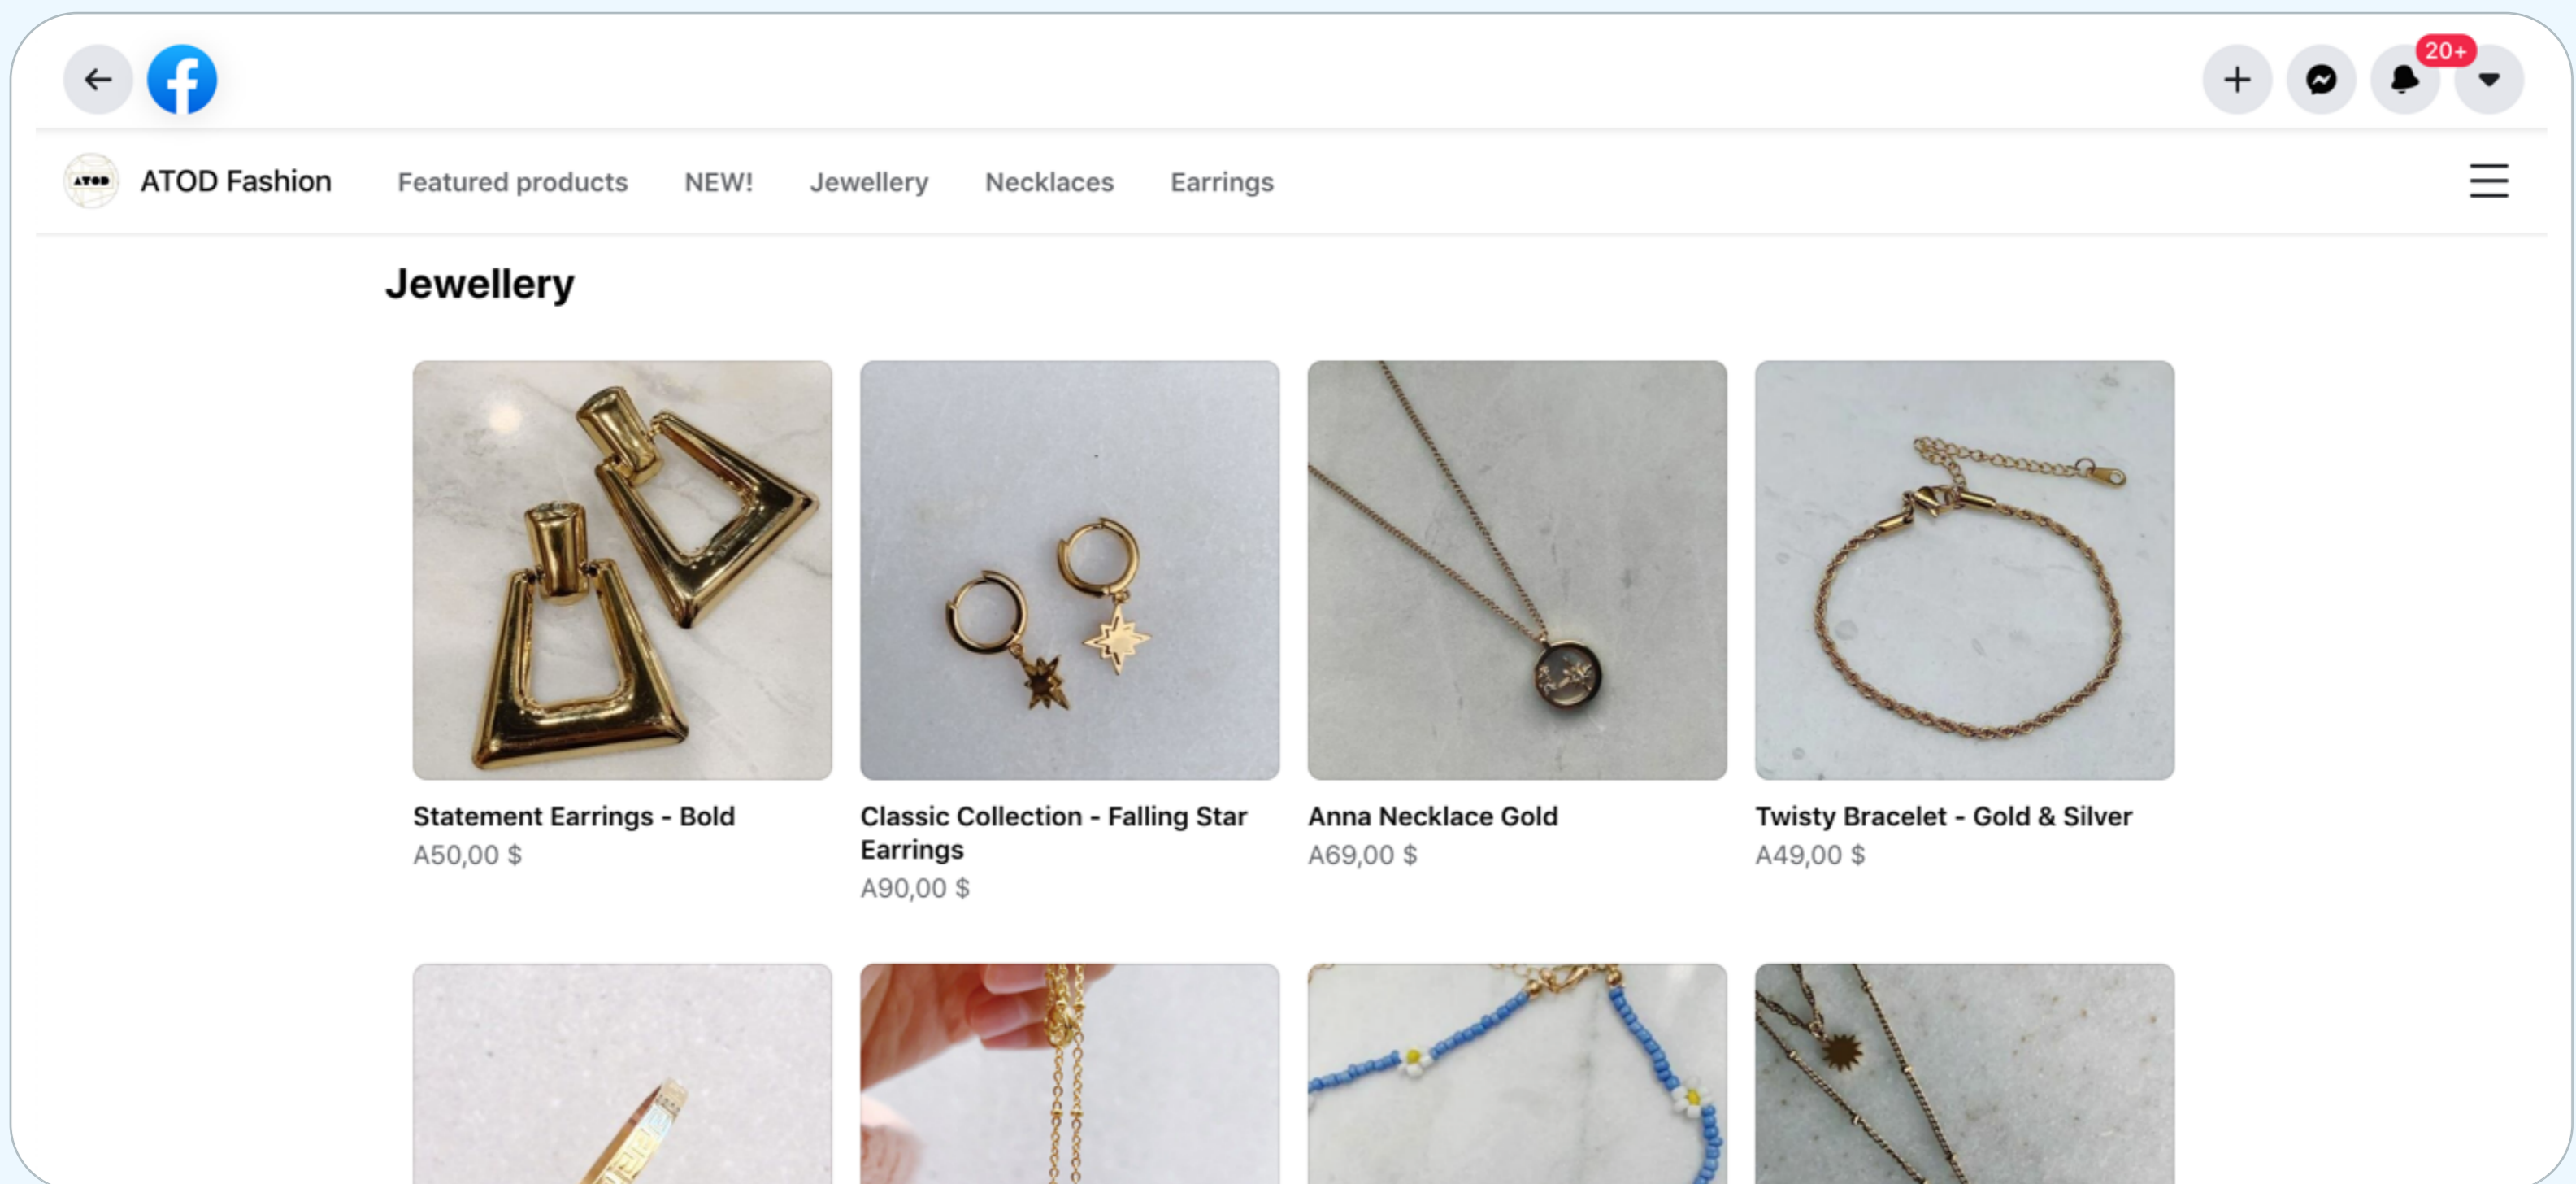 20+
ATOD
ATOD Fashion
Featured products
NEW!
Jewellery
Necklaces
Earrings
Jewellery
Statement Earrings - Bold
A50,00 $
Classic Collection - Falling Star
Earrings
A90,00 $
Anna Necklace Gold
A69,00 $
Twisty Bracelet - Gold & Silver
A49,00 $